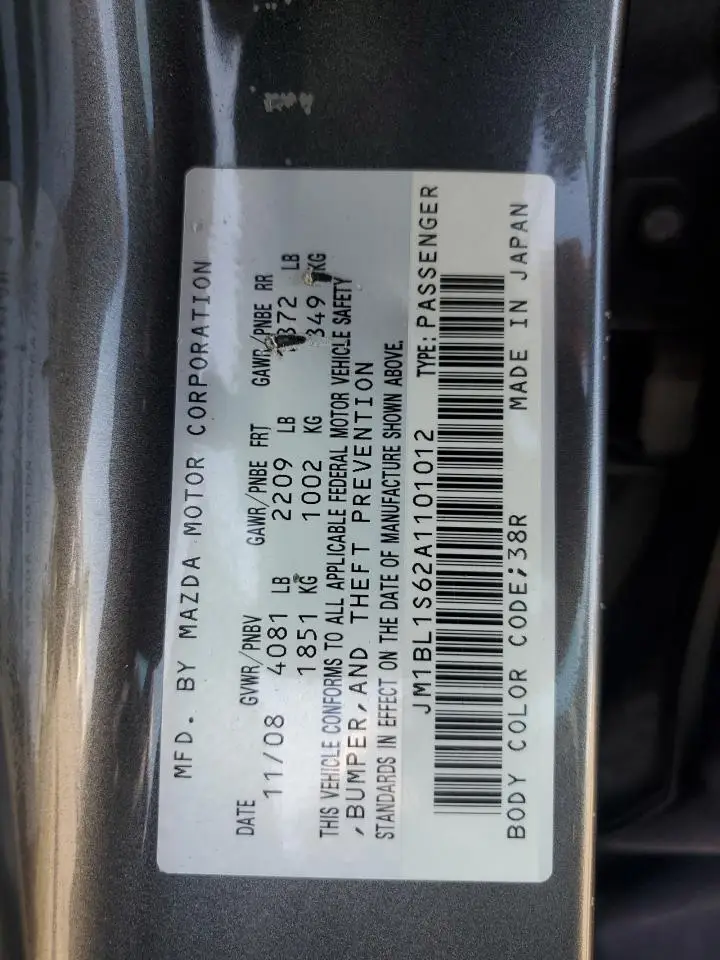 MFD. BY MAZDA MOTOR CORPORATION
DATE GVWR/PNBV GAWR/PNBE FRT GAWR/PNBE RR
11/08 4081 LB 2209 LB 372 LB
1851 KG 1002 KG 349 KG
THIS VEHICLE CONFORMS TO ALL APPLICABLE FEDERAL MOTOR VEHICLE SAFETY
,BUMPER,AND THEFT PREVENTION
STANDARDS IN EFFECT ON THE DATE OF MANUFACTURE SHOWN ABOVE.
JM1BL1S62A1101012 TYPE:PASSENGER
BODY COLOR CODE;38R MADE IN JAPAN